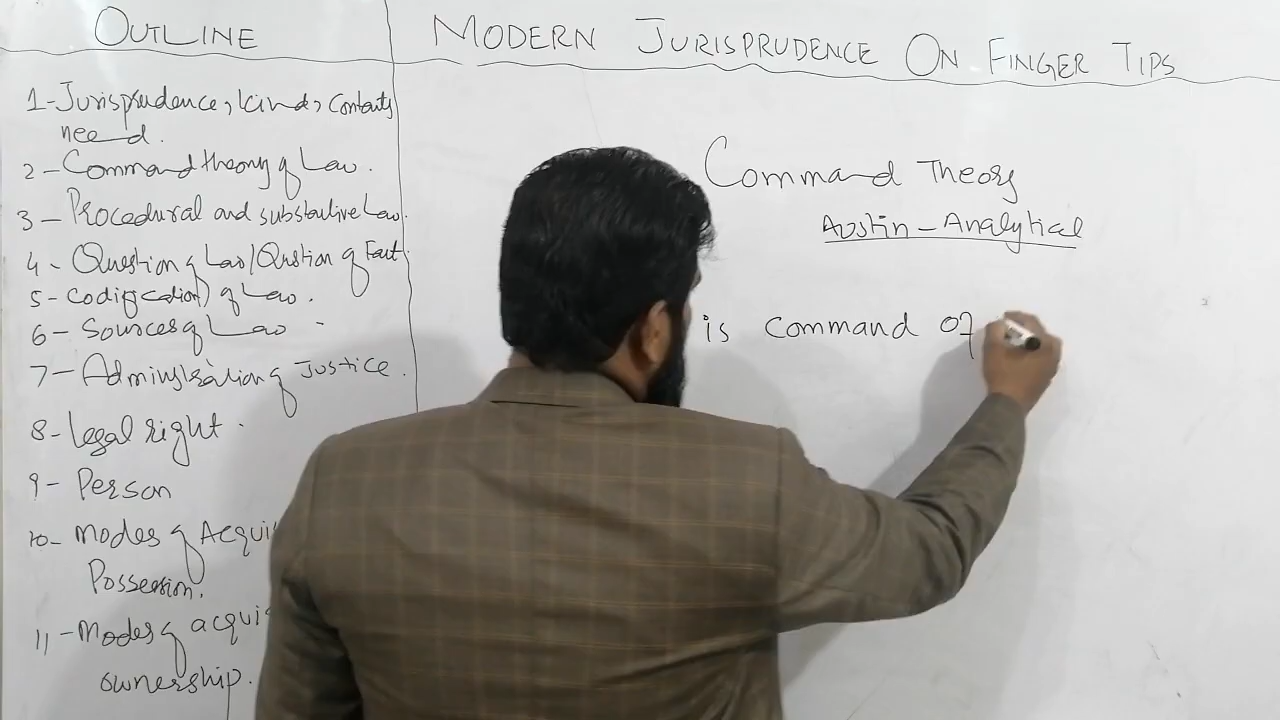 OUTLINE
MODERN JURISPRUDENCE ON FINGER TIPS
1-Jurisprudence, kinds, contents
need.
2- Command theory of Law.
3- Procedural and substantive Law.
4- Question of Law/Question of Fact.
5- codification of Law.
6- Sources of Law
7- Administration of Justice.
8- Legal right.
9- Person
10- Modes of Acqui
Possession.
11- Modes of acquis
ownership.
Command Theory
Austin - Analytical
is command of